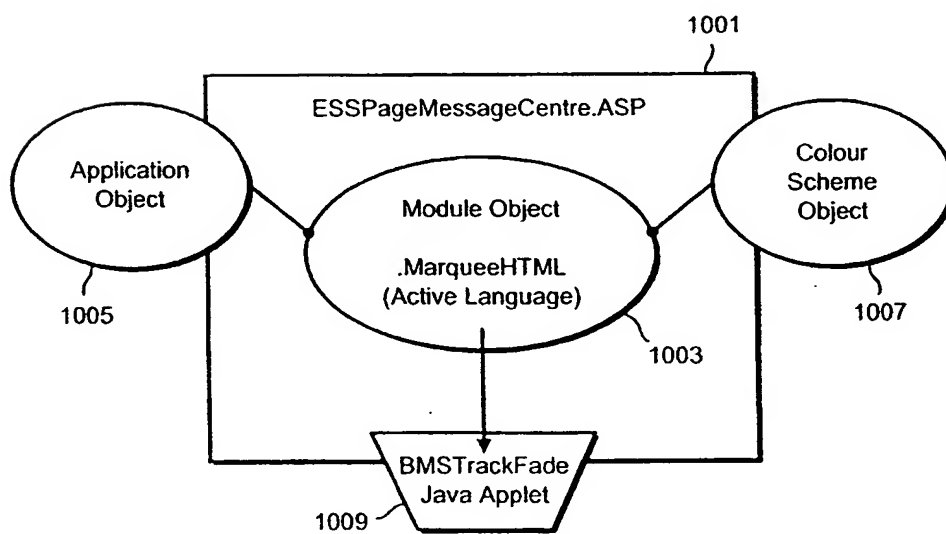 1001
ESSPageMessageCentre.ASP
Application
Object
Colour
Scheme
Object
Module Object
.MarqueeHTML
(Active Language)
1005
1007
1003
BMSTrackFade
Java Applet
1009